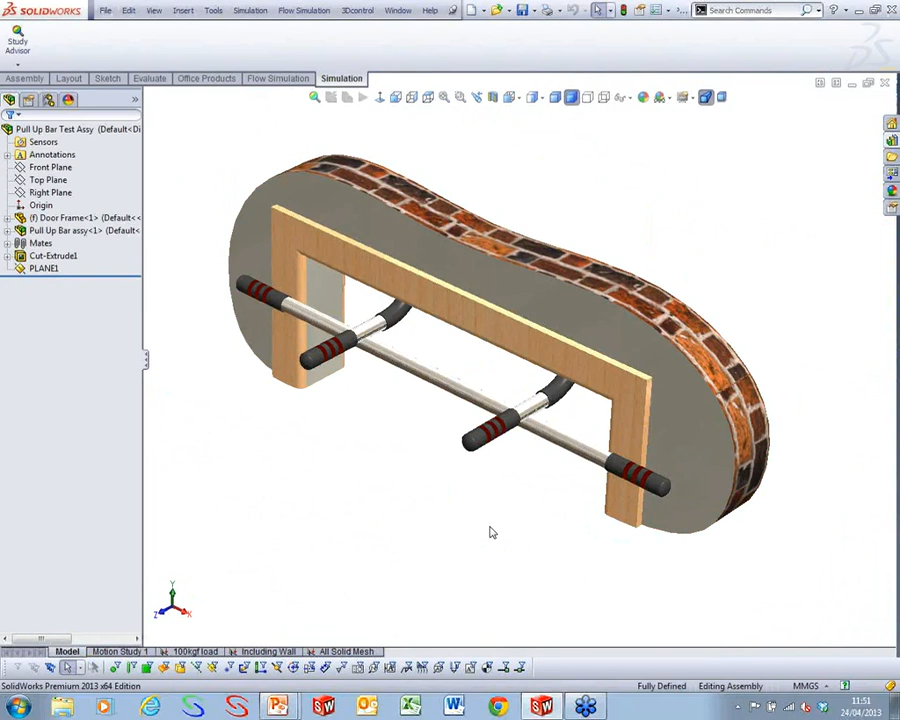 SOLIDWORKS File Edit View Insert Tools Simulation Flow Simulation 3Dcontrol Window Help Search Commands
Study
Advisor
Assembly Layout Sketch Evaluate Office Products Flow Simulation Simulation
Pull Up Bar Test Assy (Default<Di
Sensors
Annotations
Front Plane
Top Plane
Right Plane
Origin
(f) Door Frame<1> (Default<<
Pull Up Bar assy<1> (Default<
Mates
Cut-Extrude1
PLANE1
Y
Z
X
Model Motion Study 1 100kgf load Including Wall All Solid Mesh
SolidWorks Premium 2013 x64 Edition Fully Defined Editing Assembly MMGS
11:51
24/04/2013